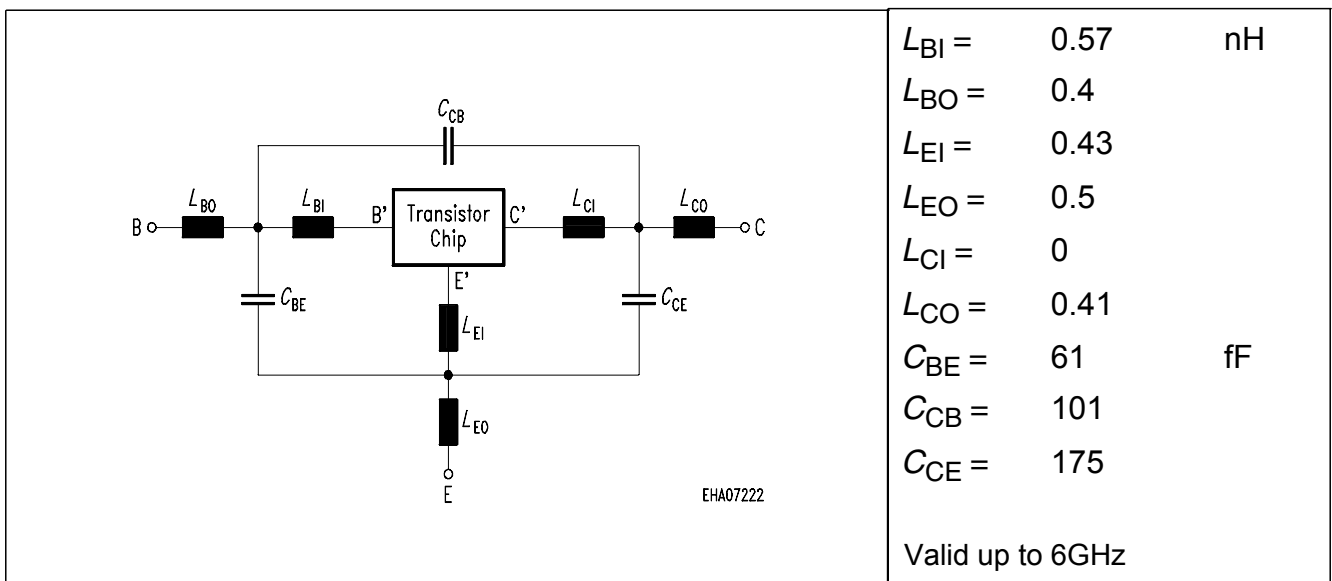 C_CB
L_BO
L_BI
B' Transistor C'
Chip
L_CI
L_CO
B
C
E'
C_BE
L_EI
C_CE
L_EO
E
EHA07222
L_BI = 0.57 nH
L_BO = 0.4
L_EI = 0.43
L_EO = 0.5
L_CI = 0
L_CO = 0.41
C_BE = 61 fF
C_CB = 101
C_CE = 175
Valid up to 6GHz